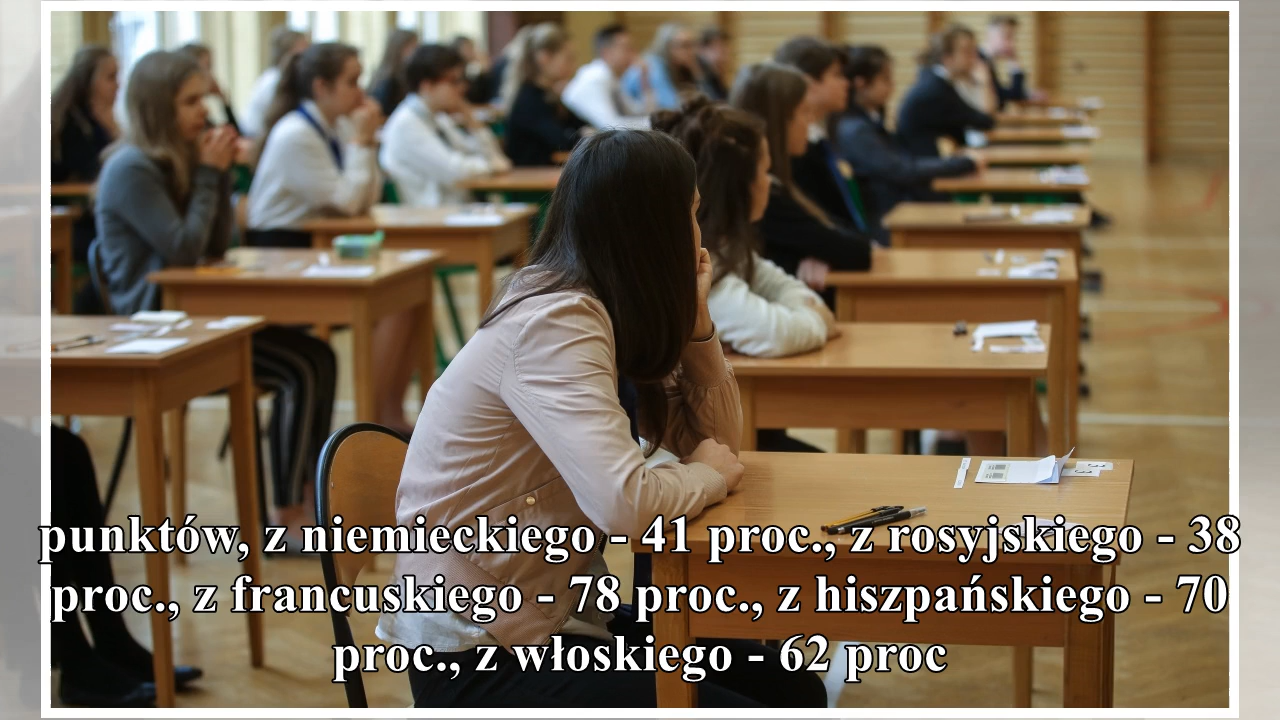 punktów, z niemieckiego - 41 proc., z rosyjskiego - 38
proc., z francuskiego - 78 proc., z hiszpańskiego - 70
proc., z włoskiego - 62 proc